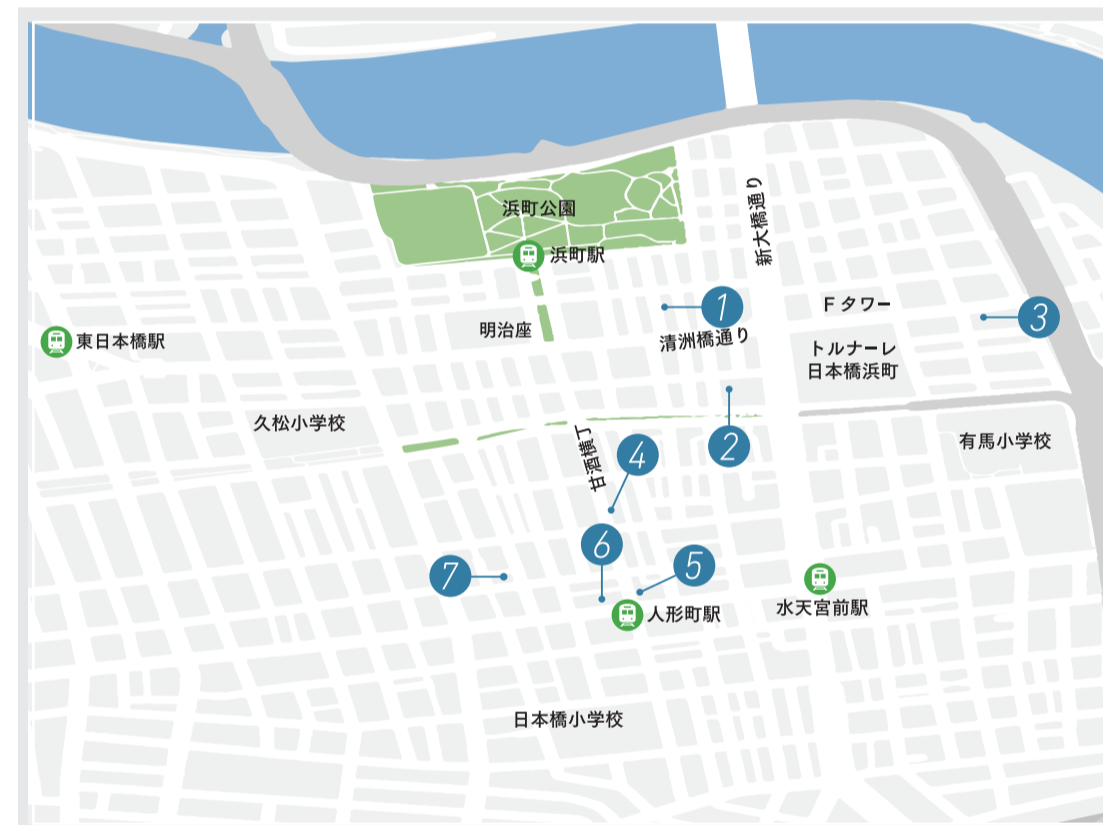 浜町公園
浜町駅
新大橋通り
1
Fタワー
3
明治座
清洲橋通り
東日本橋駅
トルナーレ
日本橋浜町
久松小学校
2
有馬小学校
甘酒横丁
4
6
5
7
人形町駅
水天宮前駅
日本橋小学校